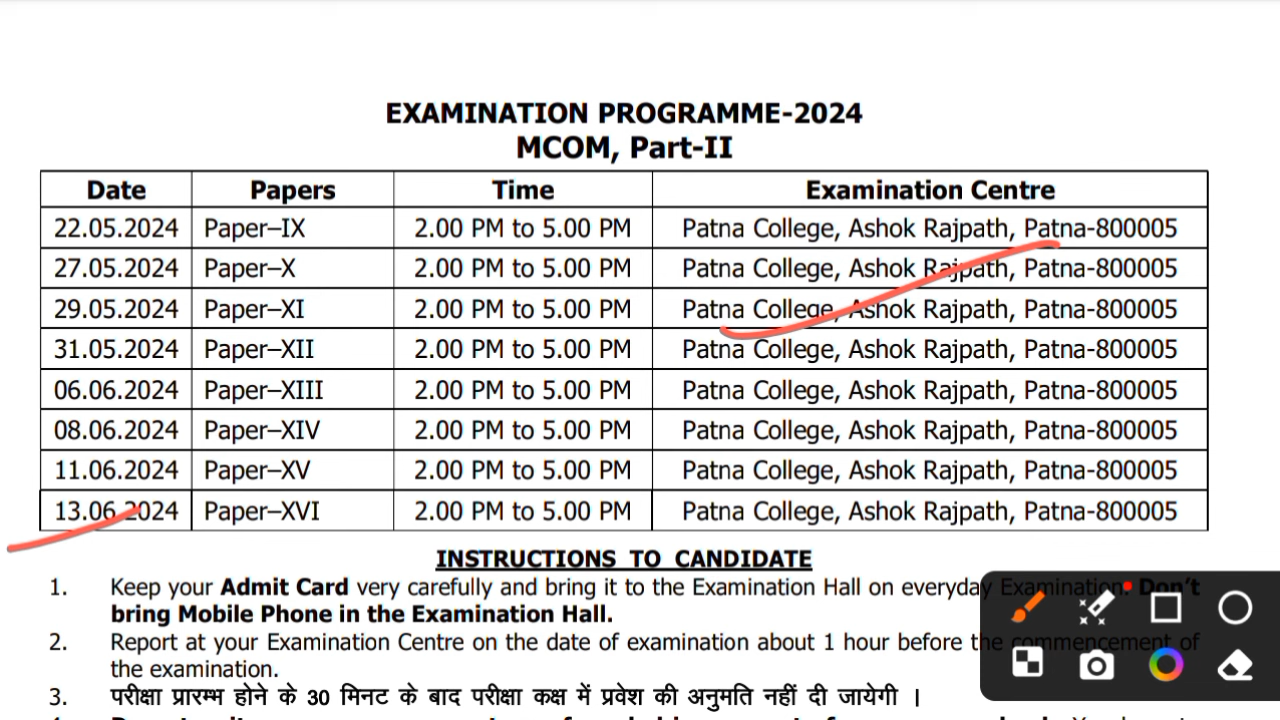 EXAMINATION PROGRAMME-2024
MCOM, Part-II
Date Papers Time Examination Centre
22.05.2024 Paper–IX 2.00 PM to 5.00 PM Patna College, Ashok Rajpath, Patna-800005
27.05.2024 Paper–X 2.00 PM to 5.00 PM Patna College, Ashok Rajpath, Patna-800005
29.05.2024 Paper–XI 2.00 PM to 5.00 PM Patna College, Ashok Rajpath, Patna-800005
31.05.2024 Paper–XII 2.00 PM to 5.00 PM Patna College, Ashok Rajpath, Patna-800005
06.06.2024 Paper–XIII 2.00 PM to 5.00 PM Patna College, Ashok Rajpath, Patna-800005
08.06.2024 Paper–XIV 2.00 PM to 5.00 PM Patna College, Ashok Rajpath, Patna-800005
11.06.2024 Paper–XV 2.00 PM to 5.00 PM Patna College, Ashok Rajpath, Patna-800005
13.06.2024 Paper–XVI 2.00 PM to 5.00 PM Patna College, Ashok Rajpath, Patna-800005
INSTRUCTIONS TO CANDIDATE
1. Keep your Admit Card very carefully and bring it to the Examination Hall on everyday Examination. Don't
bring Mobile Phone in the Examination Hall.
2. Report at your Examination Centre on the date of examination about 1 hour before the commencement of
the examination.
3. परीक्षा प्रारम्भ होने के 30 मिनट के बाद परीक्षा कक्ष में प्रवेश की अनुमति नहीं दी जायेगी ।